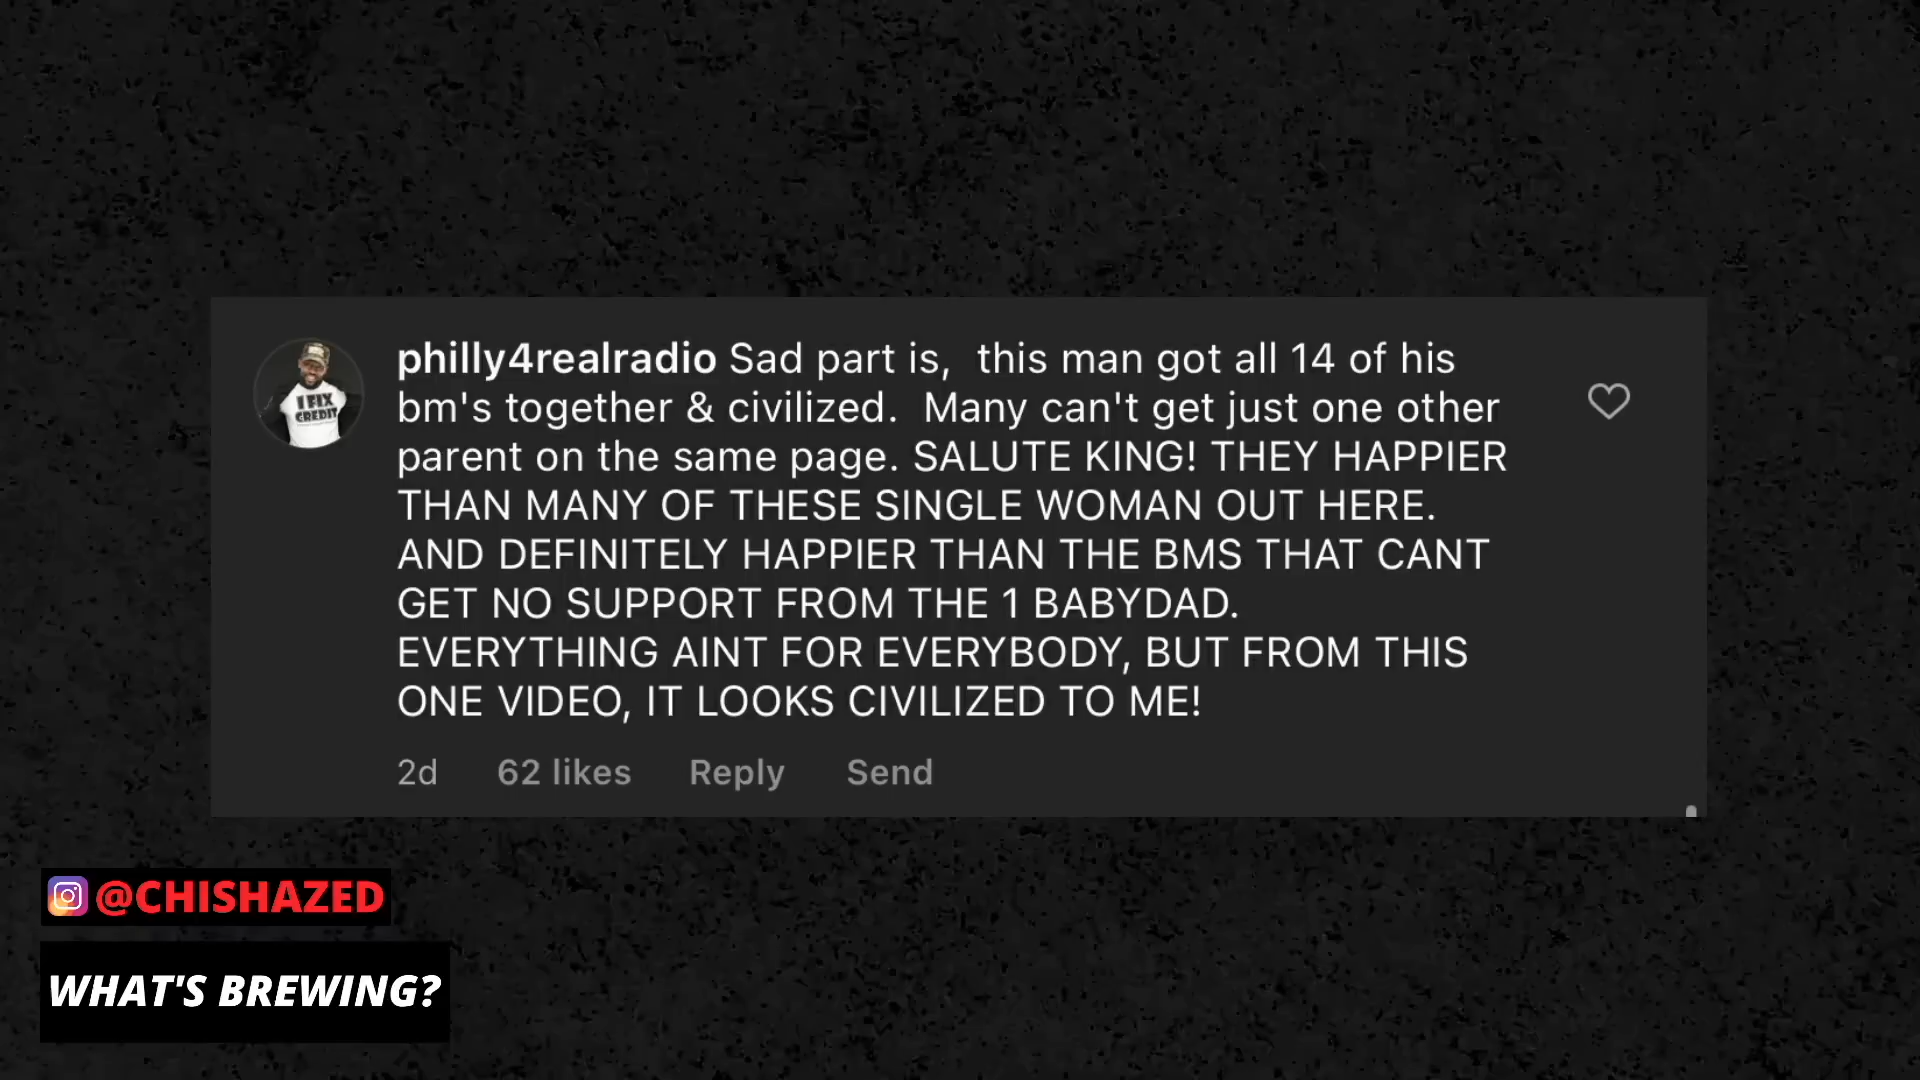 philly4realradio Sad part is, this man got all 14 of his
bm's together & civilized. Many can't get just one other
parent on the same page. SALUTE KING! THEY HAPPIER
THAN MANY OF THESE SINGLE WOMAN OUT HERE.
AND DEFINITELY HAPPIER THAN THE BMS THAT CANT
GET NO SUPPORT FROM THE 1 BABYDAD.
EVERYTHING AINT FOR EVERYBODY, BUT FROM THIS
ONE VIDEO, IT LOOKS CIVILIZED TO ME!
2d 62 likes Reply Send
I FIX
CREDIT
@CHISHAZED
WHAT'S BREWING?